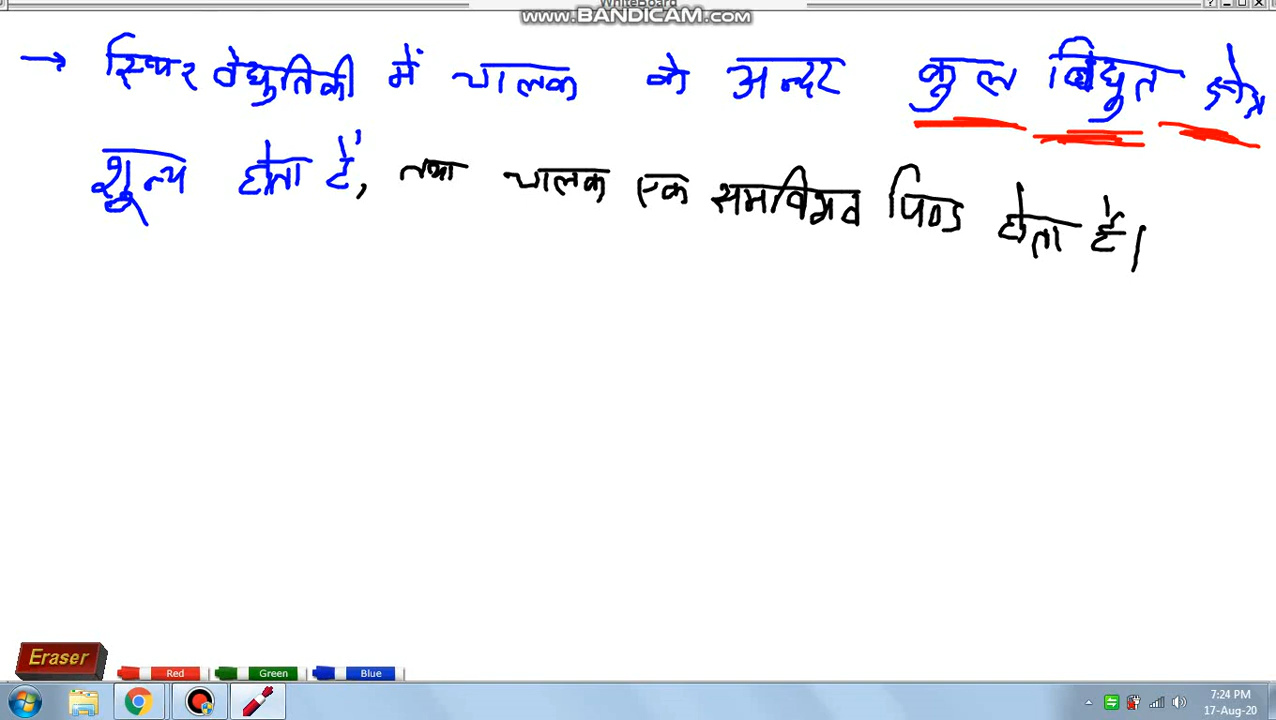 WhiteBoard
www.BANDICAM.com
→ स्थिर वैद्युतिकी में चालक के अन्दर कुल विद्युत क्षेत्र
शून्य होता है, तथा चालक एक समविभव पिण्ड होता है।
Eraser Red Green Blue
7:24 PM
17-Aug-20